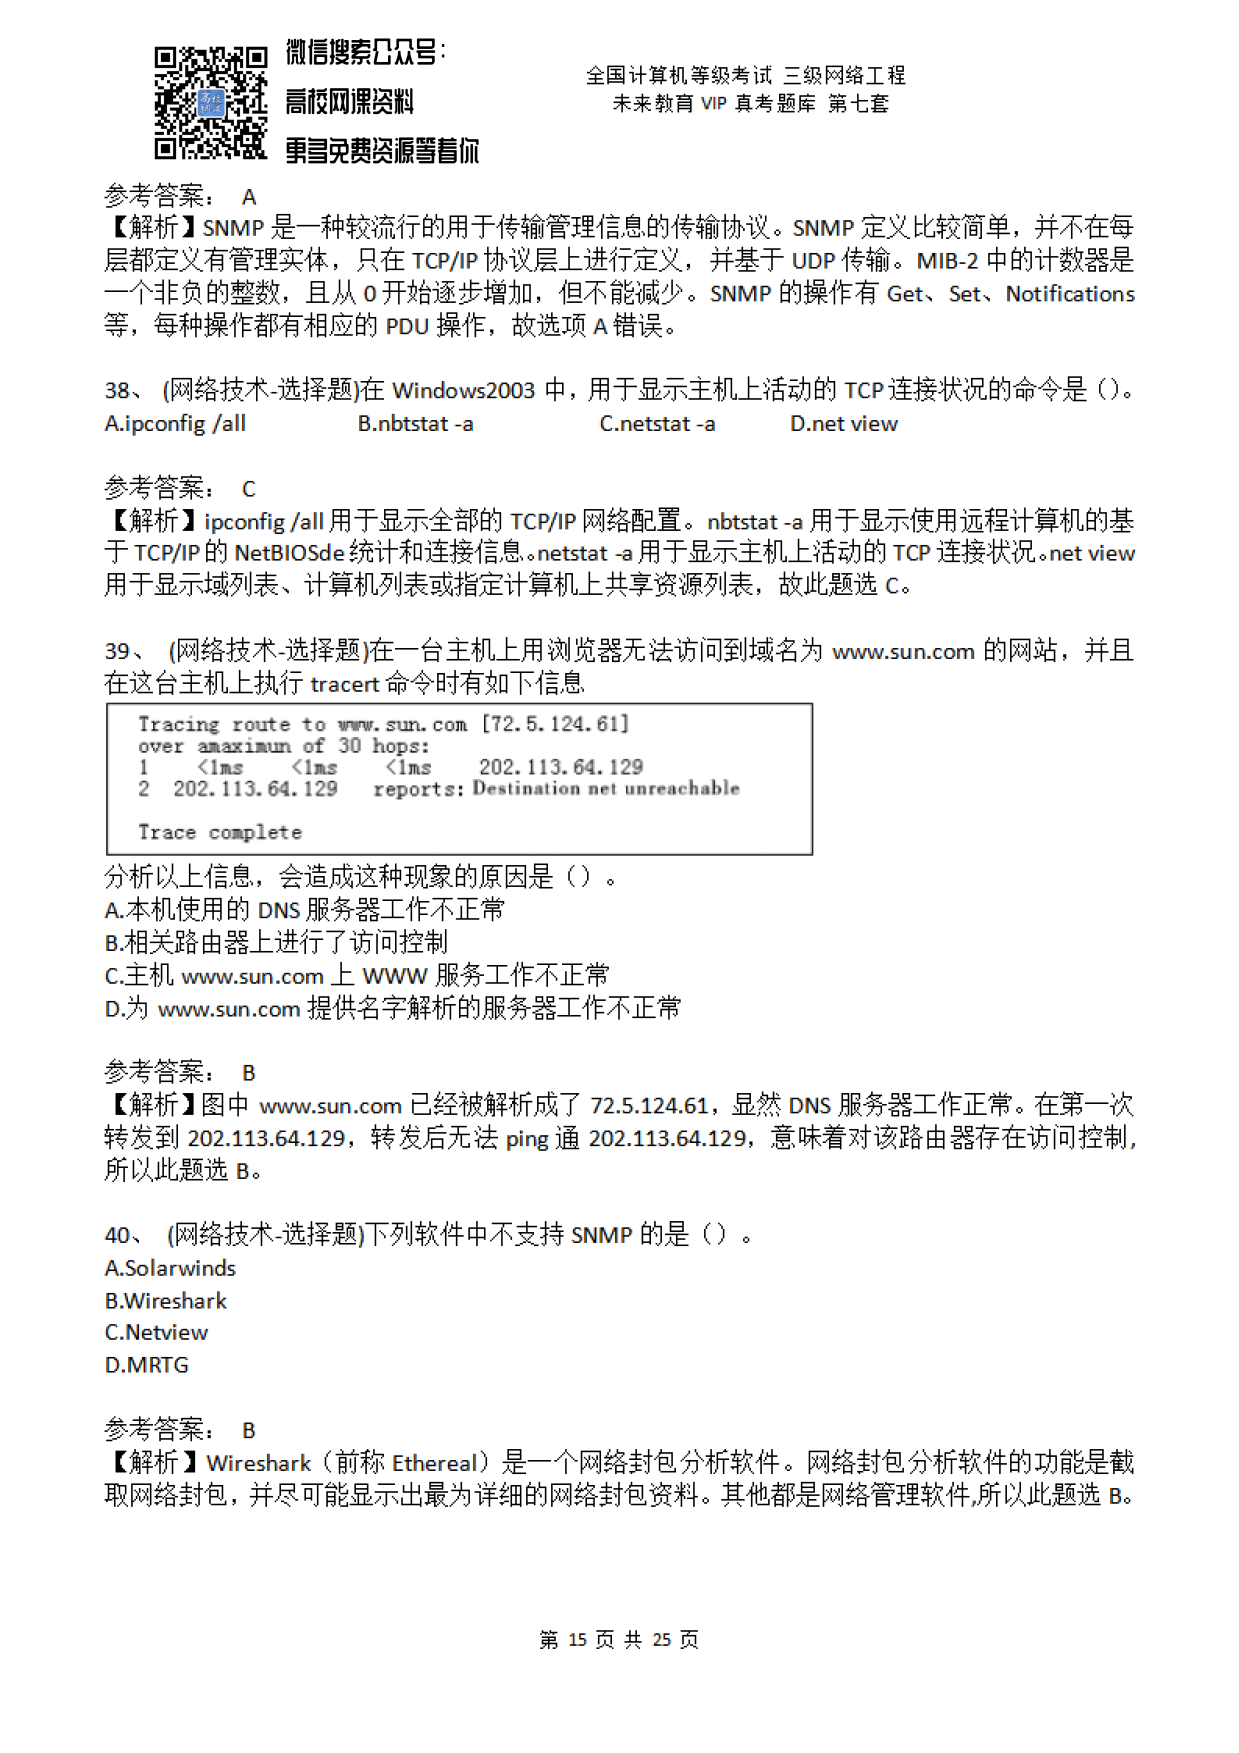 微信搜索公众号：
高校网课资料
更多免费资源等着你
全国计算机等级考试 三级网络工程
未来教育 VIP 真考题库 第七套
参考答案： A
【解析】SNMP 是一种较流行的用于传输管理信息的传输协议。SNMP 定义比较简单，并不在每
层都定义有管理实体，只在 TCP/IP 协议层上进行定义，并基于 UDP 传输。MIB-2 中的计数器是
一个非负的整数，且从 0 开始逐步增加，但不能减少。SNMP 的操作有 Get、Set、Notifications
等，每种操作都有相应的 PDU 操作，故选项 A 错误。
38、 (网络技术-选择题)在 Windows2003 中，用于显示主机上活动的 TCP 连接状况的命令是（）。
A.ipconfig /all B.nbtstat -a C.netstat -a D.net view
参考答案： C
【解析】ipconfig /all 用于显示全部的 TCP/IP 网络配置。nbtstat -a 用于显示使用远程计算机的基
于 TCP/IP 的 NetBIOSde 统计和连接信息。netstat -a 用于显示主机上活动的 TCP 连接状况。net view
用于显示域列表、计算机列表或指定计算机上共享资源列表，故此题选 C。
39、 (网络技术-选择题)在一台主机上用浏览器无法访问到域名为 www.sun.com 的网站，并且
在这台主机上执行 tracert 命令时有如下信息
Tracing route to www.sun.com [72.5.124.61]
over amaximun of 30 hops:
1 <1ms <1ms <1ms 202.113.64.129
2 202.113.64.129 reports: Destination net unreachable
Trace complete
分析以上信息，会造成这种现象的原因是（）。
A.本机使用的 DNS 服务器工作不正常
B.相关路由器上进行了访问控制
C.主机 www.sun.com 上 WWW 服务工作不正常
D.为 www.sun.com 提供名字解析的服务器工作不正常
参考答案： B
【解析】图中 www.sun.com 已经被解析成了 72.5.124.61，显然 DNS 服务器工作正常。在第一次
转发到 202.113.64.129，转发后无法 ping 通 202.113.64.129，意味着对该路由器存在访问控制，
所以此题选 B。
40、 (网络技术-选择题)下列软件中不支持 SNMP 的是（）。
A.Solarwinds
B.Wireshark
C.Netview
D.MRTG
参考答案： B
【解析】Wireshark（前称 Ethereal）是一个网络封包分析软件。网络封包分析软件的功能是截
取网络封包，并尽可能显示出最为详细的网络封包资料。其他都是网络管理软件,所以此题选 B。
第 15 页 共 25 页